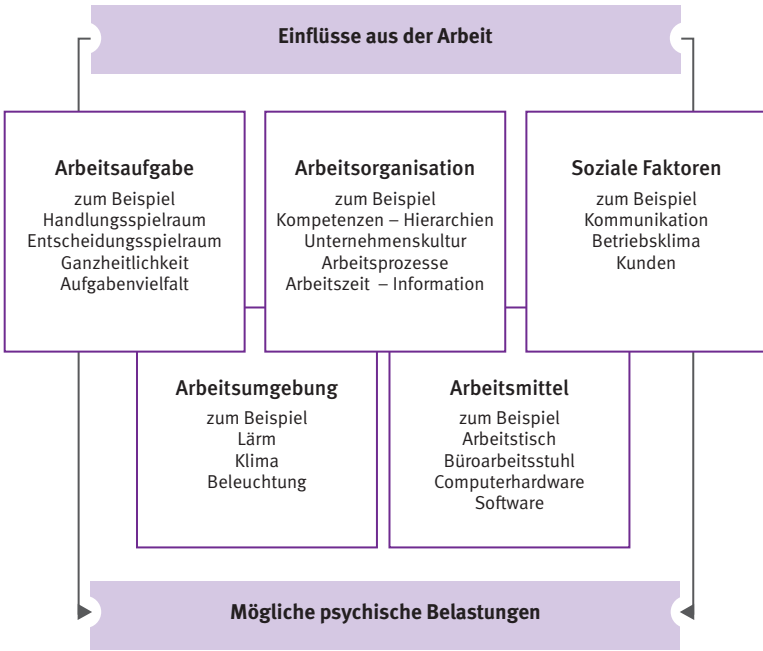 Einflüsse aus der Arbeit
Arbeitsaufgabe
zum Beispiel
Handlungsspielraum
Entscheidungsspielraum
Ganzheitlichkeit
Aufgabenvielfalt
Arbeitsorganisation
zum Beispiel
Kompetenzen – Hierarchien
Unternehmenskultur
Arbeitsprozesse
Arbeitszeit – Information
Soziale Faktoren
zum Beispiel
Kommunikation
Betriebsklima
Kunden
Arbeitsumgebung
zum Beispiel
Lärm
Klima
Beleuchtung
Arbeitsmittel
zum Beispiel
Arbeitstisch
Büroarbeitsstuhl
Computerhardware
Software
Mögliche psychische Belastungen